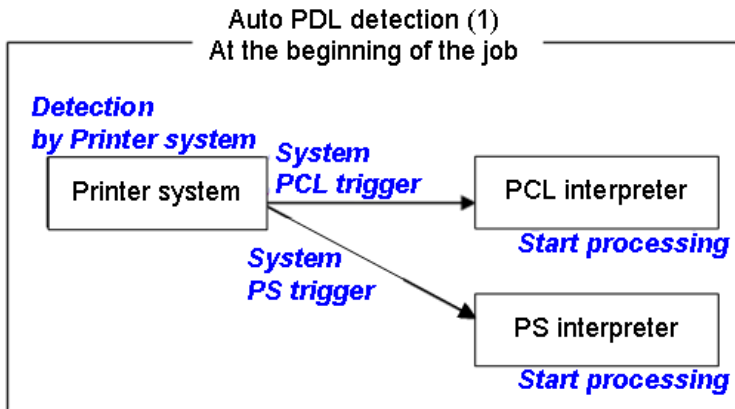 Auto PDL detection (1)
At the beginning of the job
Detection
by Printer system
Printer system
System
PCL trigger
PCL interpreter
Start processing
System
PS trigger
PS interpreter
Start processing